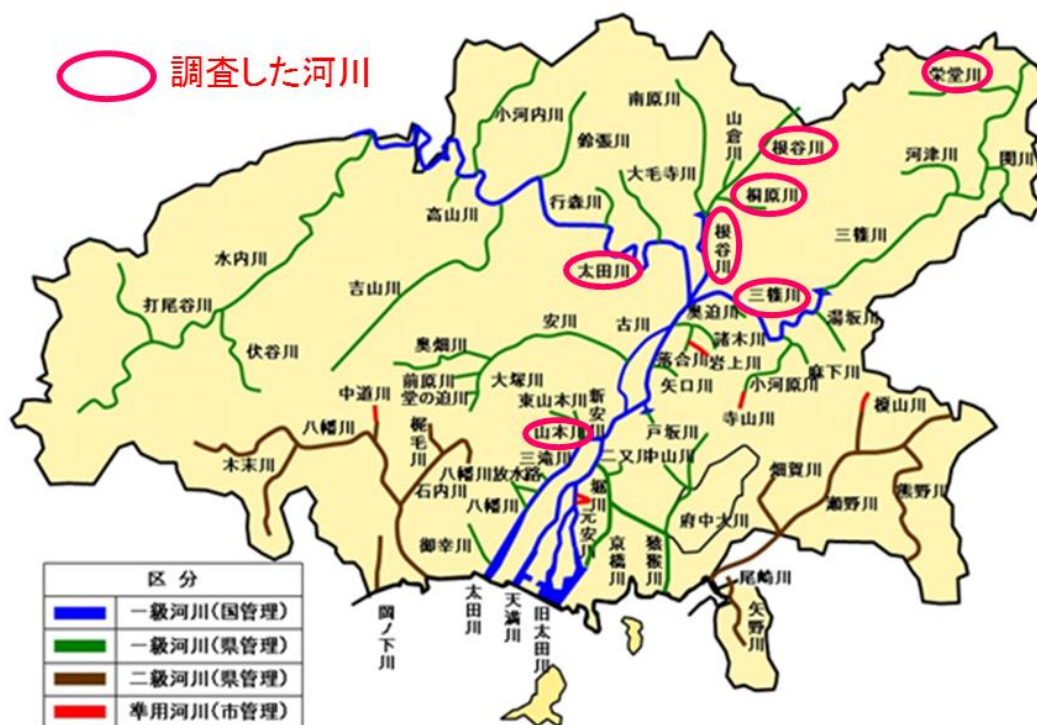 調査した河川
栄堂川
小河内川
南原川
山倉川
根谷川
鈴張川
河津川
関川
大毛寺川
桐原川
行森川
高山川
三篠川
根谷川
水内川
太田川
吉山川
三篠川
打尾谷川
奥迫川
湯坂川
古川
安川
諸木川
奥畑川
伏谷川
落合川
岩上川
麻下川
前原川
大塚川
矢口川
小河原川
堂の迫川
中道川
東山本川
新安川
寺山川
榎山川
八幡川
梶毛川
山本川
戸坂川
木末川
三滝川
二又川
中山川
畑賀川
八幡川放水路
石内川
堀川
瀬野川
熊野川
八幡川
元安川
府中大川
御幸川
京橋川
猿猴川
尾崎川
太田川
天満川
旧太田川
岡ノ下川
矢野川
区 分
一級河川(国管理)
一級河川(県管理)
二級河川(県管理)
準用河川(市管理)